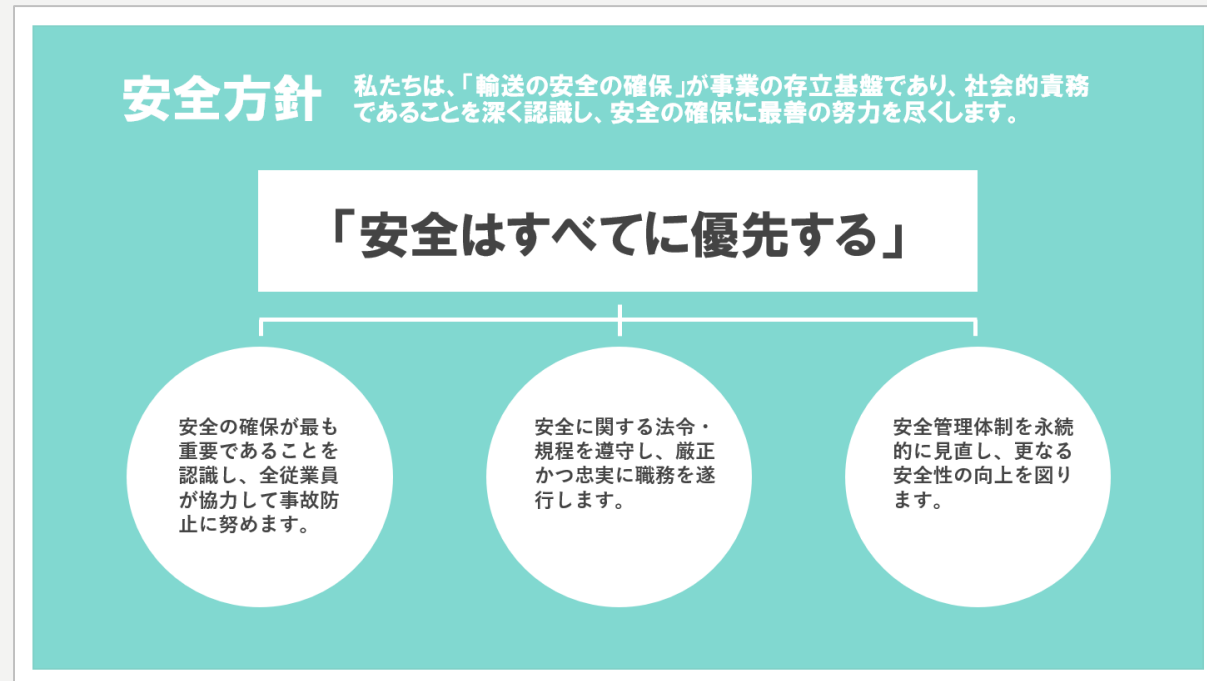 安全方針
私たちは、「輸送の安全の確保」が事業の存立基盤であり、社会的責務
であることを深く認識し、安全の確保に最善の努力を尽くします。
「安全はすべてに優先する」
安全の確保が最も
重要であることを
認識し、全従業員
が協力して事故防
止に努めます。
安全に関する法令・
規程を遵守し、厳正
かつ忠実に職務を遂
行します。
安全管理体制を永続
的に見直し、更なる
安全性の向上を図り
ます。